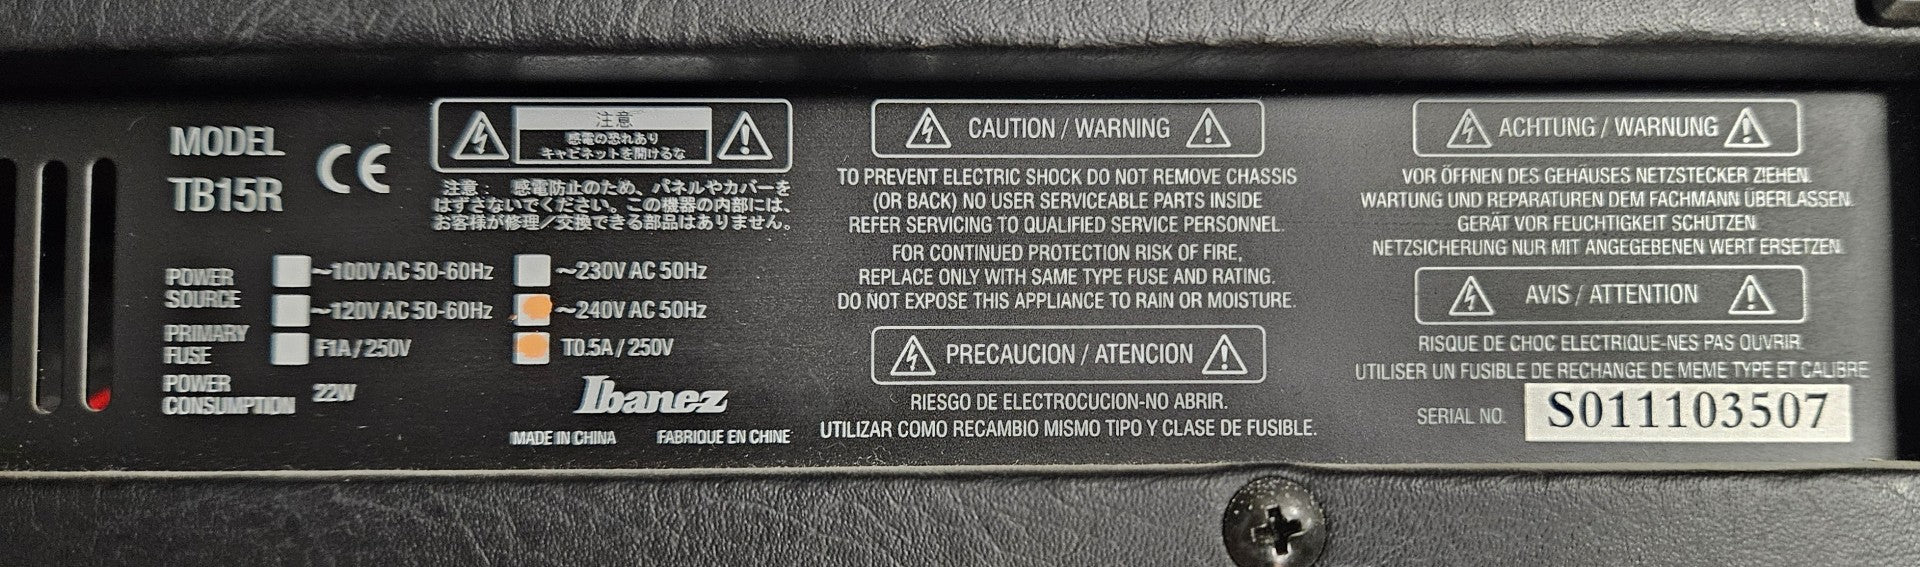 MODEL
TB15R
CE
注意
感電の恐れあり
キャビネットを開けるな
注意： 感電防止のため、パネルやカバーを
はずさないでください。この機器の内部には、
お客様が修理／交換できる部品はありません。
POWER
SOURCE
~100V AC 50-60Hz
~230V AC 50Hz
~120V AC 50-60Hz
~240V AC 50Hz
PRIMARY
FUSE
F1A / 250V
T0.5A / 250V
POWER
CONSUMPTION
22W
Ibanez
MADE IN CHINA
FABRIQUE EN CHINE
CAUTION / WARNING
TO PREVENT ELECTRIC SHOCK DO NOT REMOVE CHASSIS
(OR BACK) NO USER SERVICEABLE PARTS INSIDE
REFER SERVICING TO QUALIFIED SERVICE PERSONNEL.
FOR CONTINUED PROTECTION RISK OF FIRE,
REPLACE ONLY WITH SAME TYPE FUSE AND RATING.
DO NOT EXPOSE THIS APPLIANCE TO RAIN OR MOISTURE.
PRECAUCION / ATENCION
RIESGO DE ELECTROCUCION-NO ABRIR.
UTILIZAR COMO RECAMBIO MISMO TIPO Y CLASE DE FUSIBLE.
ACHTUNG / WARNUNG
VOR ÖFFNEN DES GEHÄUSES NETZSTECKER ZIEHEN.
WARTUNG UND REPARATUREN DEM FACHMANN ÜBERLASSEN.
GERÄT VOR FEUCHTIGKEIT SCHUTZEN.
NETZSICHERUNG NUR MIT ANGEGEBENEN WERT ERSETZEN.
AVIS / ATTENTION
RISQUE DE CHOC ELECTRIQUE-NES PAS OUVRIR.
UTILISER UN FUSIBLE DE RECHANGE DE MEME TYPE ET CALIBRE
SERIAL NO.
S011103507